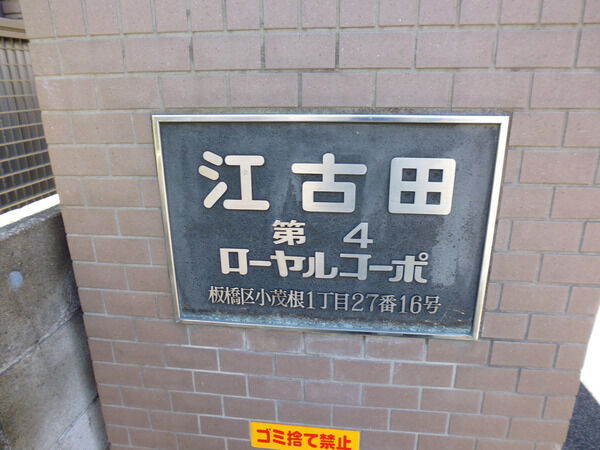 江古田
第4
ローヤルコーポ
板橋区小茂根1丁目27番16号
ゴミ捨て禁止